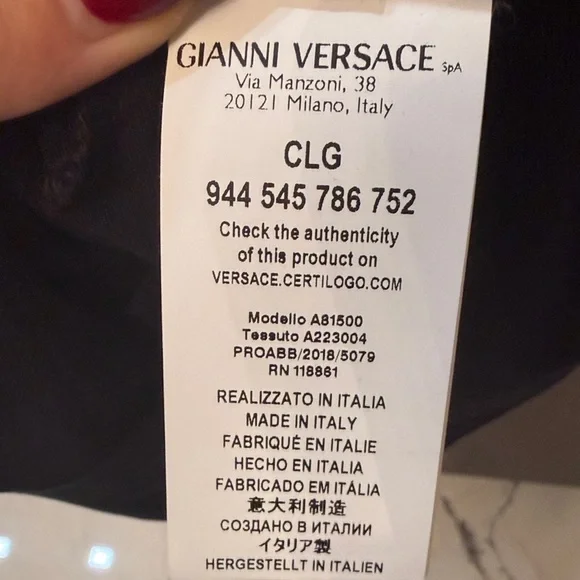 GIANNI VERSACE SpA
Via Manzoni, 38
20121 Milano, Italy
CLG
944 545 786 752
Check the authenticity
of this product on
VERSACE.CERTILOGO.COM
Modello A81500
Tessuto A223004
PROABB/2018/5079
RN 118861
REALIZZATO IN ITALIA
MADE IN ITALY
FABRIQUÉ EN ITALIE
HECHO EN ITALIA
FABRICADO EM ITÁLIA
意大利制造
СОЗДАНО В ИТАЛИИ
イタリア製
HERGESTELLT IN ITALIEN